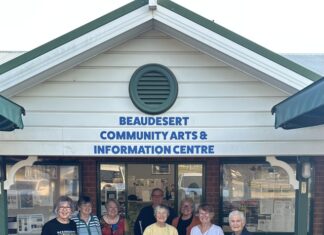 BEAUDESERT
COMMUNITY ARTS &
INFORMATION CENTRE